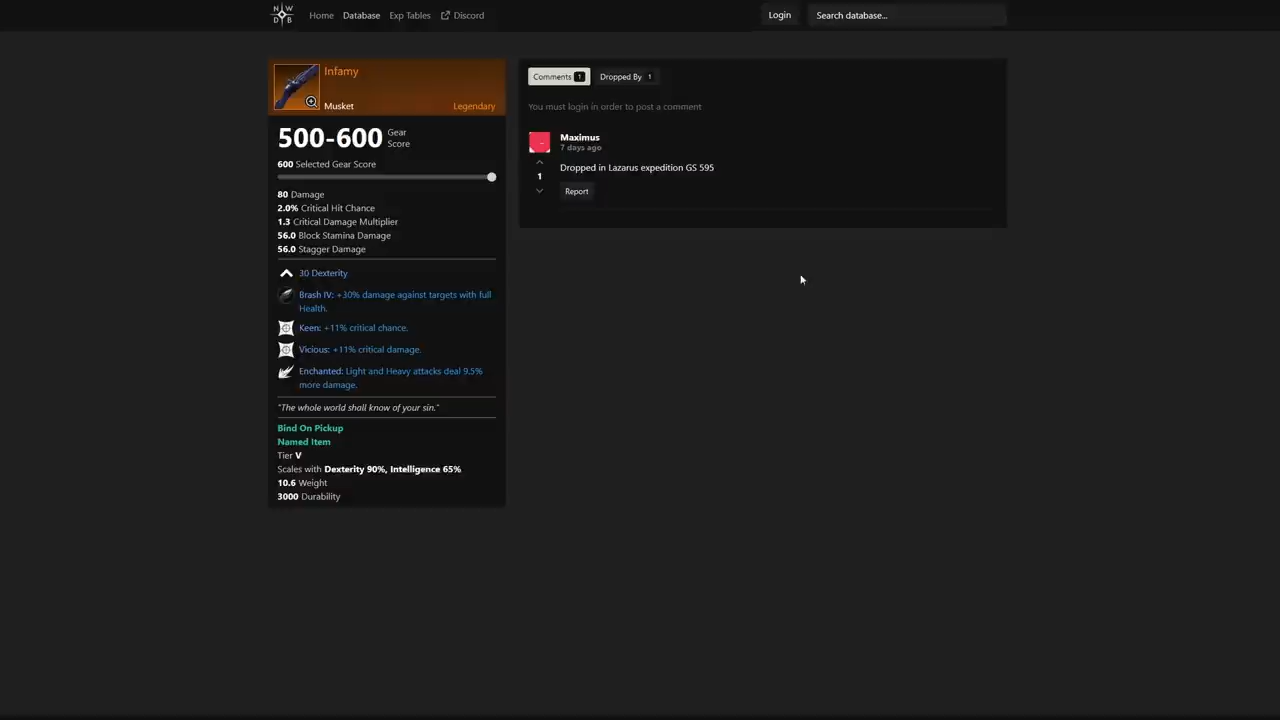 NW
DB
Home Database Exp Tables Discord
Login
Search database...
Infamy
Musket
Legendary
500-600 Gear Score
600 Selected Gear Score
80 Damage
2.0% Critical Hit Chance
1.3 Critical Damage Multiplier
56.0 Block Stamina Damage
56.0 Stagger Damage
30 Dexterity
Brash IV: +30% damage against targets with full
Health.
Keen: +11% critical chance.
Vicious: +11% critical damage.
Enchanted: Light and Heavy attacks deal 9.5%
more damage.
"The whole world shall know of your sin."
Bind On Pickup
Named Item
Tier V
Scales with Dexterity 90%, Intelligence 65%
10.6 Weight
3000 Durability
Comments 1 Dropped By 1
You must login in order to post a comment
Maximus
7 days ago
Dropped in Lazarus expedition GS 595
1
Report